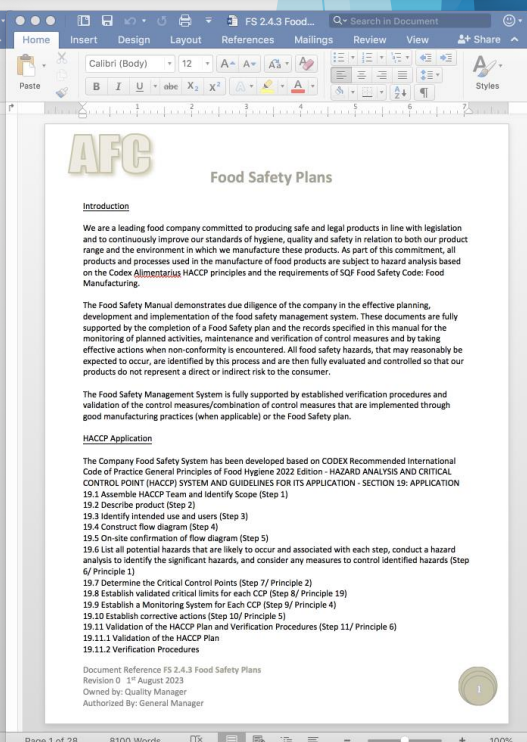 FS 2.4.3 Food...
Search in Document
Home Insert Design Layout References Mailings Review View Share
Paste
Calibri (Body) 12
B I U abc X2 X2
Styles
1 2 3 4 5 6 7
AFC
Food Safety Plans
Introduction
We are a leading food company committed to producing safe and legal products in line with legislation
and to continuously improve our standards of hygiene, quality and safety in relation to both our product
range and the environment in which we manufacture these products. As part of this commitment, all
products and processes used in the manufacture of food products are subject to hazard analysis based
on the Codex Alimentarius HACCP principles and the requirements of SQF Food Safety Code: Food
Manufacturing.
The Food Safety Manual demonstrates due diligence of the company in the effective planning,
development and implementation of the food safety management system. These documents are fully
supported by the completion of a Food Safety plan and the records specified in this manual for the
monitoring of planned activities, maintenance and verification of control measures and by taking
effective actions when non-conformity is encountered. All food safety hazards, that may reasonably be
expected to occur, are identified by this process and are then fully evaluated and controlled so that our
products do not represent a direct or indirect risk to the consumer.
The Food Safety Management System is fully supported by established verification procedures and
validation of the control measures/combination of control measures that are implemented through
good manufacturing practices (when applicable) or the Food Safety plan.
HACCP Application
The Company Food Safety System has been developed based on CODEX Recommended International
Code of Practice General Principles of Food Hygiene 2022 Edition - HAZARD ANALYSIS AND CRITICAL
CONTROL POINT (HACCP) SYSTEM AND GUIDELINES FOR ITS APPLICATION - SECTION 19: APPLICATION
19.1 Assemble HACCP Team and Identify Scope (Step 1)
19.2 Describe product (Step 2)
19.3 Identify intended use and users (Step 3)
19.4 Construct flow diagram (Step 4)
19.5 On-site confirmation of flow diagram (Step 5)
19.6 List all potential hazards that are likely to occur and associated with each step, conduct a hazard
analysis to identify the significant hazards, and consider any measures to control identified hazards (Step
6/ Principle 1)
19.7 Determine the Critical Control Points (Step 7/ Principle 2)
19.8 Establish validated critical limits for each CCP (Step 8/ Principle 19)
19.9 Establish a Monitoring System for Each CCP (Step 9/ Principle 4)
19.10 Establish corrective actions (Step 10/ Principle 5)
19.11 Validation of the HACCP Plan and Verification Procedures (Step 11/ Principle 6)
19.11.1 Validation of the HACCP Plan
19.11.2 Verification Procedures
Document Reference FS 2.4.3 Food Safety Plans
Revision 0 1st August 2023
Owned by: Quality Manager
Authorized By: General Manager
1
Page 1 of 28 8100 Words 100%